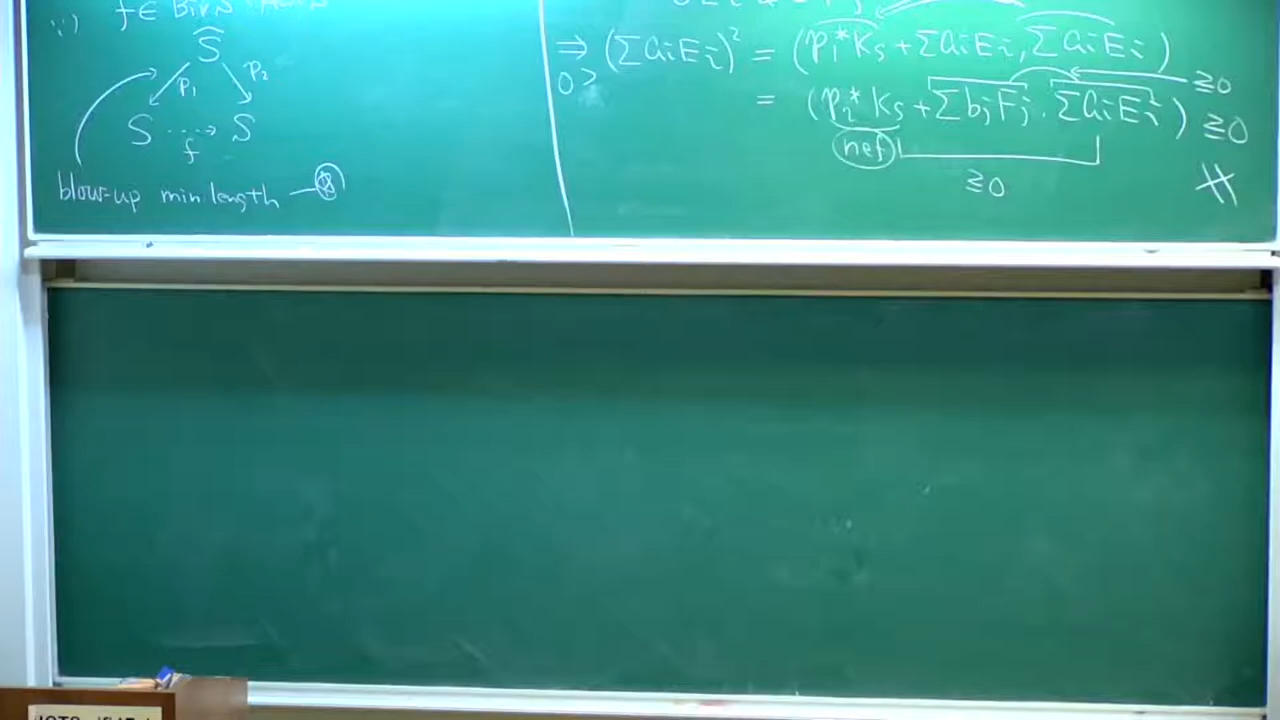 ∵) f ∈ Bir S
S̃
p₁ p₂
S ⇢ S
f
blow-up min. length — ⊛
⇒ (Σ aᵢEᵢ)² = (p₁*K_S + Σ aᵢEᵢ, Σ aᵢEᵢ)
0 >
≧0
= (p₂*K_S + Σ bⱼFⱼ . Σ aᵢEᵢ) ≧0
nef
≧0